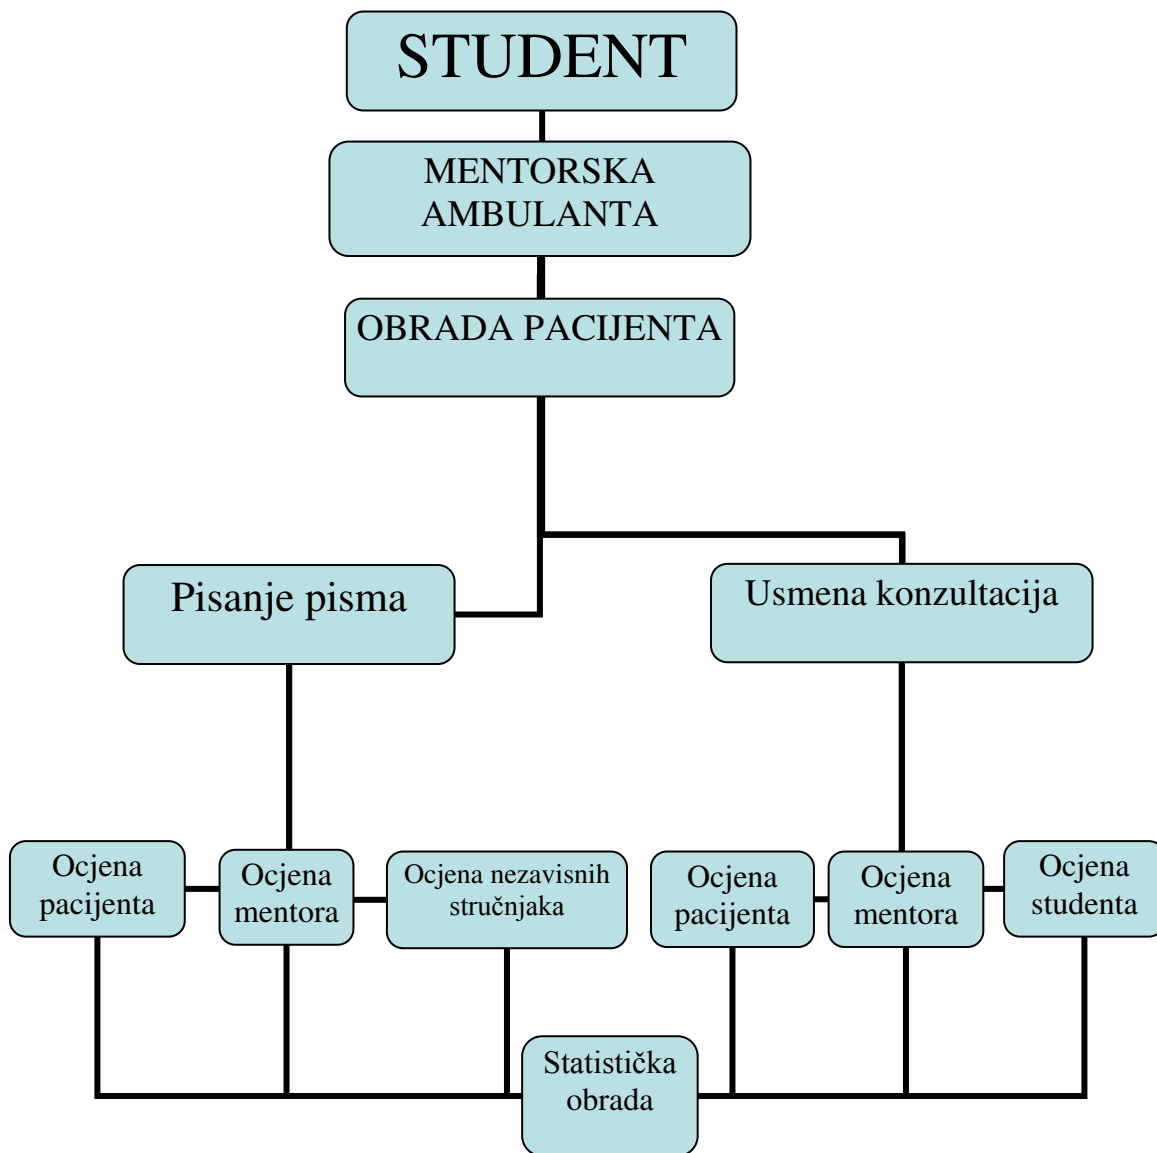 STUDENT
MENTORSKA
AMBULANTA
OBRADA PACIJENTA
Pisanje pisma
Usmena konzultacija
Ocjena
pacijenta
Ocjena
mentora
Ocjena nezavisnih
stručnjaka
Ocjena
pacijenta
Ocjena
mentora
Ocjena
studenta
Statistička
obrada